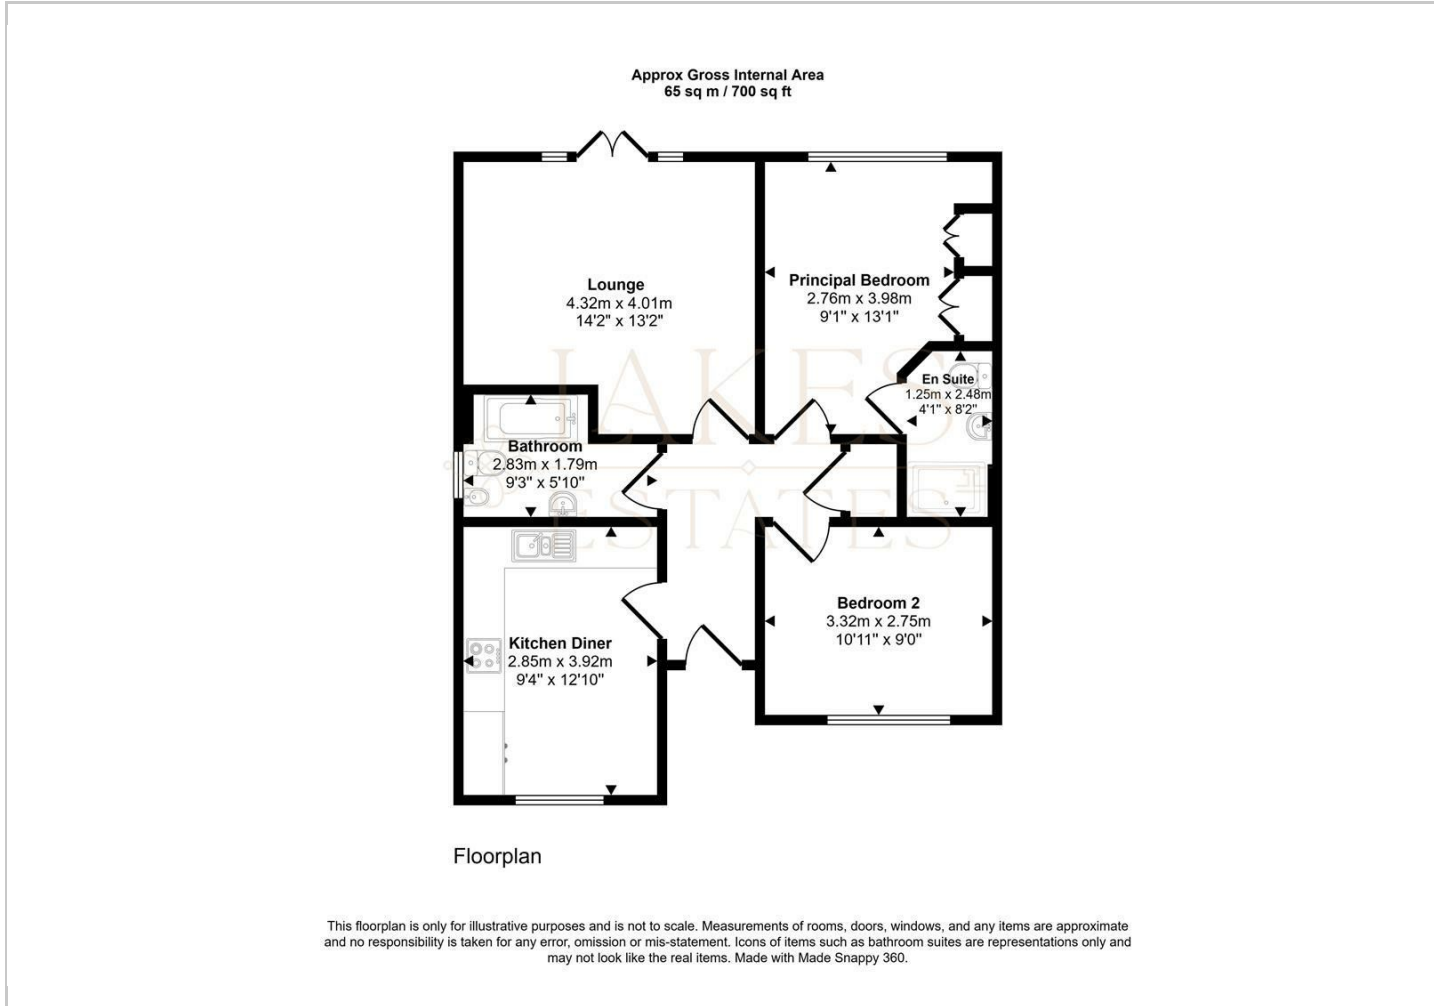 Approx Gross Internal Area
65 sq m / 700 sq ft
Lounge
4.32m x 4.01m
14'2" x 13'2"
Principal Bedroom
2.76m x 3.98m
9'1" x 13'1"
En Suite
1.25m x 2.48m
4'1" x 8'2"
JAKES
ESTATES
Bathroom
2.83m x 1.79m
9'3" x 5'10"
Kitchen Diner
2.85m x 3.92m
9'4" x 12'10"
Bedroom 2
3.32m x 2.75m
10'11" x 9'0"
Floorplan
This floorplan is only for illustrative purposes and is not to scale. Measurements of rooms, doors, windows, and any items are approximate
and no responsibility is taken for any error, omission or mis-statement. Icons of items such as bathroom suites are representations only and
may not look like the real items. Made with Made Snappy 360.